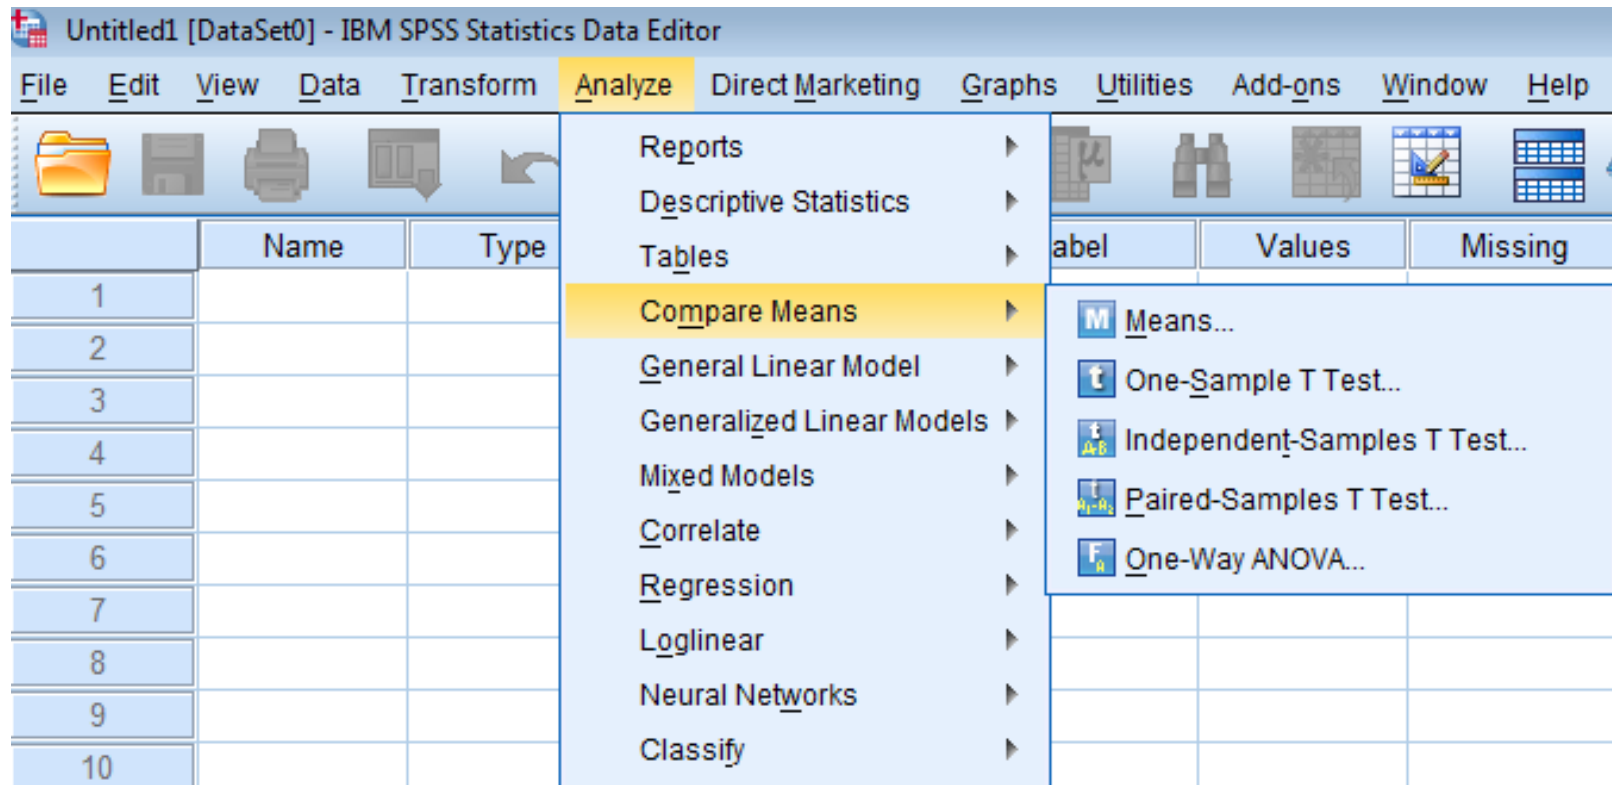 Untitled1 [DataSet0] - IBM SPSS Statistics Data Editor
File Edit View Data Transform Analyze Direct Marketing Graphs Utilities Add-ons Window Help
Reports
Descriptive Statistics
Tables
Compare Means
General Linear Model
Generalized Linear Models
Mixed Models
Correlate
Regression
Loglinear
Neural Networks
Classify
Name Type abel Values Missing
1
2
3
4
5
6
7
8
9
10
Means...
One-Sample T Test...
Independent-Samples T Test...
Paired-Samples T Test...
One-Way ANOVA...